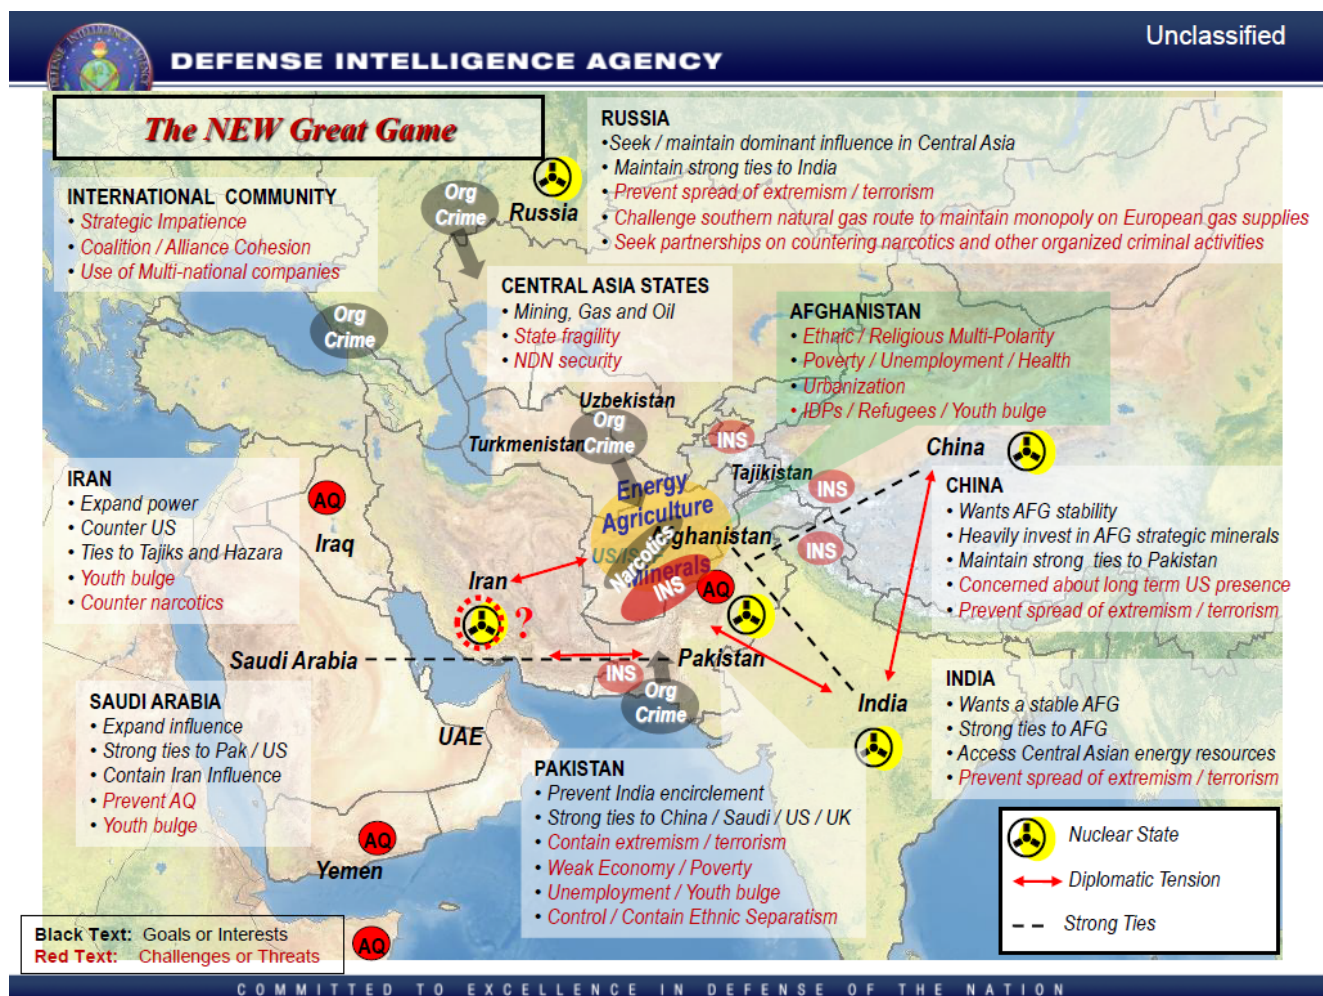 Unclassified
DEFENSE INTELLIGENCE AGENCY
The NEW Great Game
INTERNATIONAL COMMUNITY
• Strategic Impatience
• Coalition / Alliance Cohesion
• Use of Multi-national companies
RUSSIA
•Seek / maintain dominant influence in Central Asia
• Maintain strong ties to India
• Prevent spread of extremism / terrorism
• Challenge southern natural gas route to maintain monopoly on European gas supplies
• Seek partnerships on countering narcotics and other organized criminal activities
Org
Crime
Russia
CENTRAL ASIA STATES
• Mining, Gas and Oil
• State fragility
• NDN security
Org
Crime
AFGHANISTAN
• Ethnic / Religious Multi-Polarity
• Poverty / Unemployment / Health
• Urbanization
• IDPs / Refugees / Youth bulge
Uzbekistan
Org
Crime
Turkmenistan
INS
Tajikistan
INS
China
IRAN
• Expand power
• Counter US
• Ties to Tajiks and Hazara
• Youth bulge
• Counter narcotics
AQ
Iraq
Energy
Agriculture
ghanistan
US/IS
Narcotics
Minerals
INS
INS
AQ
CHINA
• Wants AFG stability
• Heavily invest in AFG strategic minerals
• Maintain strong ties to Pakistan
• Concerned about long term US presence
• Prevent spread of extremism / terrorism
Iran
?
Saudi Arabia
Pakistan
INS
Org
Crime
India
UAE
SAUDI ARABIA
• Expand influence
• Strong ties to Pak / US
• Contain Iran Influence
• Prevent AQ
• Youth bulge
INDIA
• Wants a stable AFG
• Strong ties to AFG
• Access Central Asian energy resources
• Prevent spread of extremism / terrorism
PAKISTAN
• Prevent India encirclement
• Strong ties to China / Saudi / US / UK
• Contain extremism / terrorism
• Weak Economy / Poverty
• Unemployment / Youth bulge
• Control / Contain Ethnic Separatism
AQ
Yemen
AQ
Nuclear State
Diplomatic Tension
Strong Ties
Black Text: Goals or Interests
Red Text: Challenges or Threats
COMMITTED TO EXCELLENCE IN DEFENSE OF THE NATION